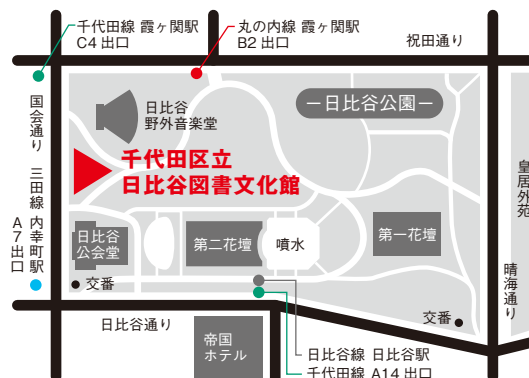 千代田線 霞ヶ関駅
C4 出口
丸の内線 霞ヶ関駅
B2 出口
祝田通り
国会通り
日比谷
野外音楽堂
－日比谷公園－
千代田区立
日比谷図書文化館
三田線 内幸町駅
A7出口
日比谷
公会堂
第二花壇
噴水
第一花壇
皇居外苑
晴海通り
交番
交番
日比谷通り
帝国
ホテル
日比谷線 日比谷駅
千代田線 A14 出口